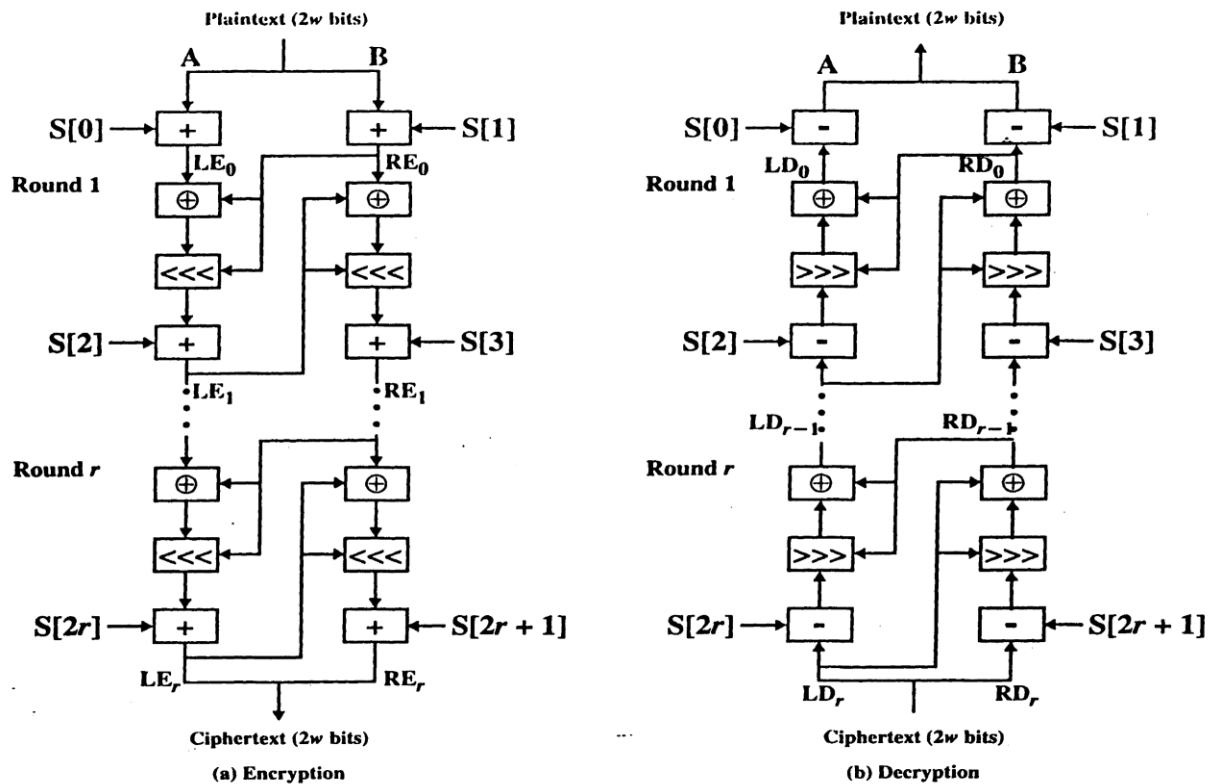 Plaintext (2w bits)
A B
S[0] + + S[1]
LE0 RE0
Round 1
⊕ ⊕
<<< <<<
S[2] + + S[3]
LE1 RE1
Round r
⊕ ⊕
<<< <<<
S[2r] + + S[2r + 1]
LEr REr
Ciphertext (2w bits)
(a) Encryption
Plaintext (2w bits)
A B
S[0] - - S[1]
LD0 RD0
Round 1
⊕ ⊕
>>> >>>
S[2] - - S[3]
LDr−1 RDr−1
Round r
⊕ ⊕
>>> >>>
S[2r] - - S[2r + 1]
LDr RDr
Ciphertext (2w bits)
(b) Decryption